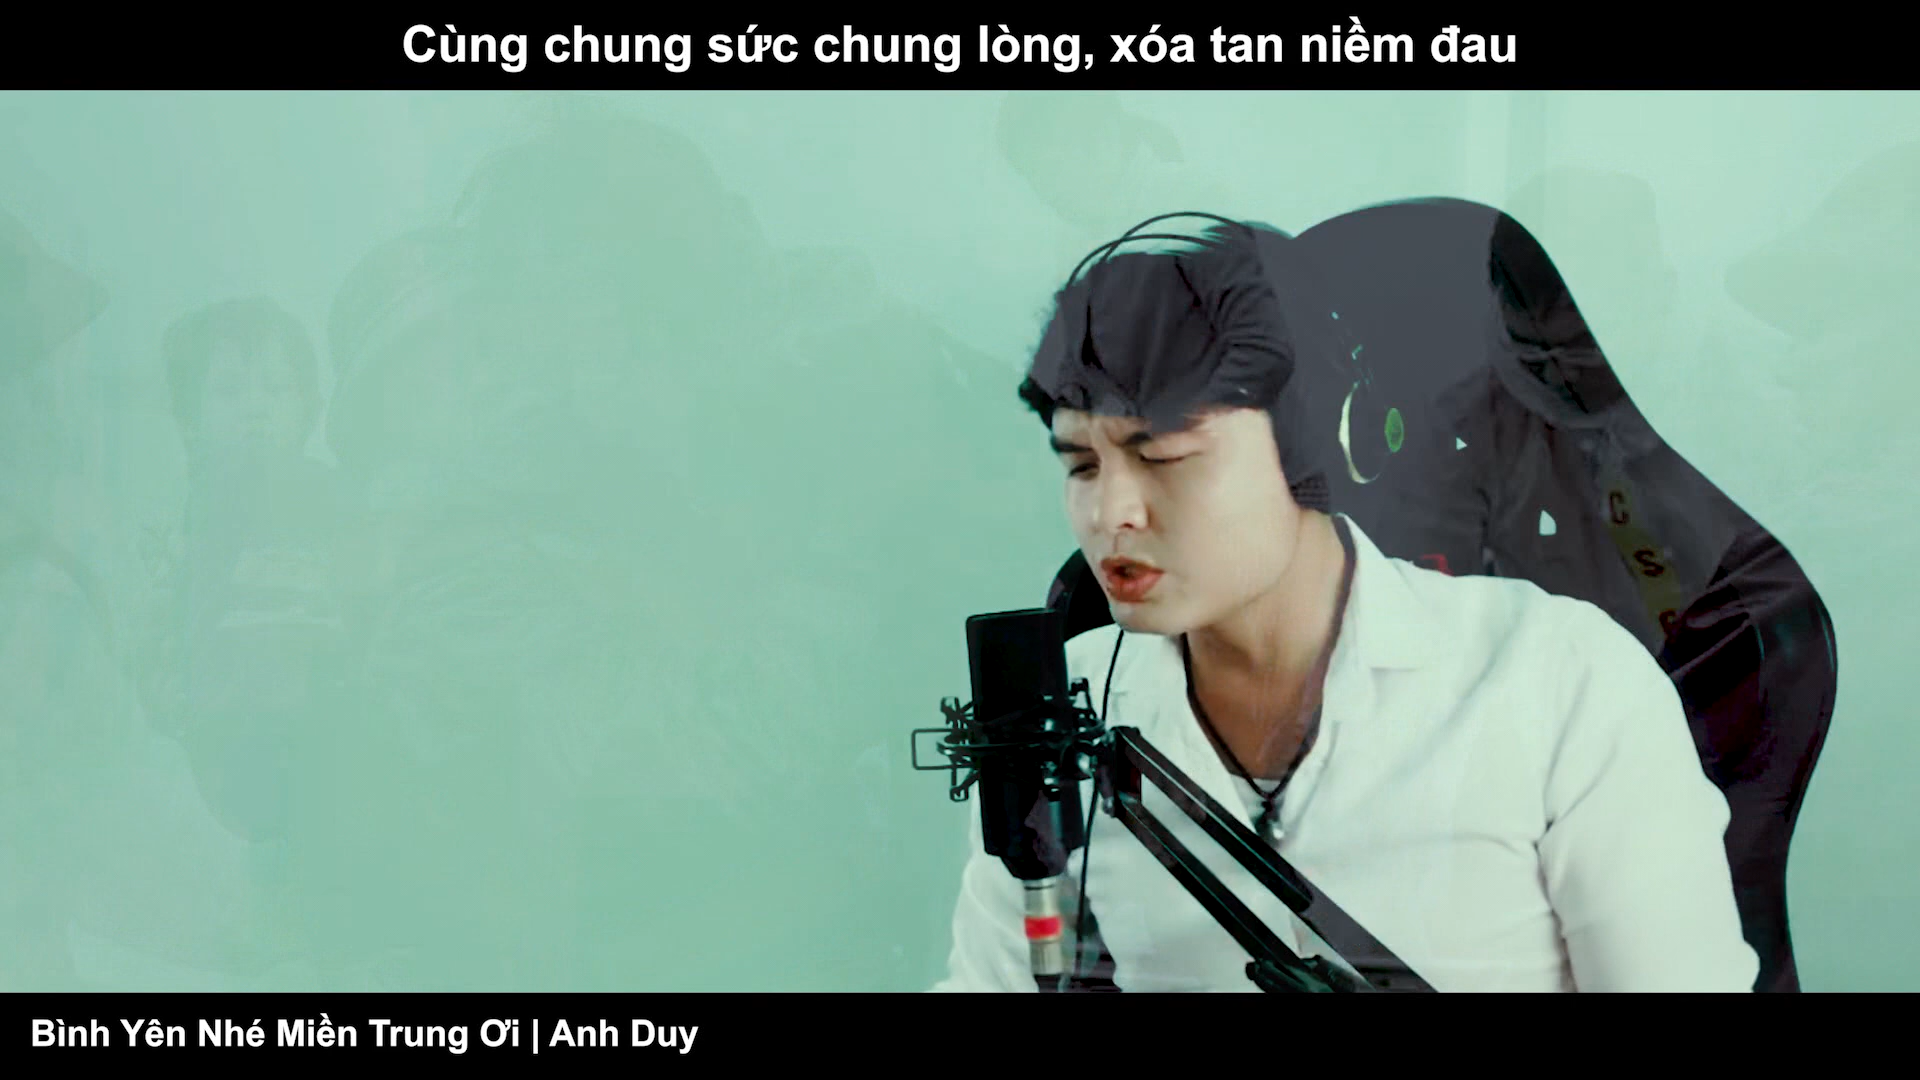 Cùng chung sức chung lòng, xóa tan niềm đau
Bình Yên Nhé Miền Trung Ơi | Anh Duy